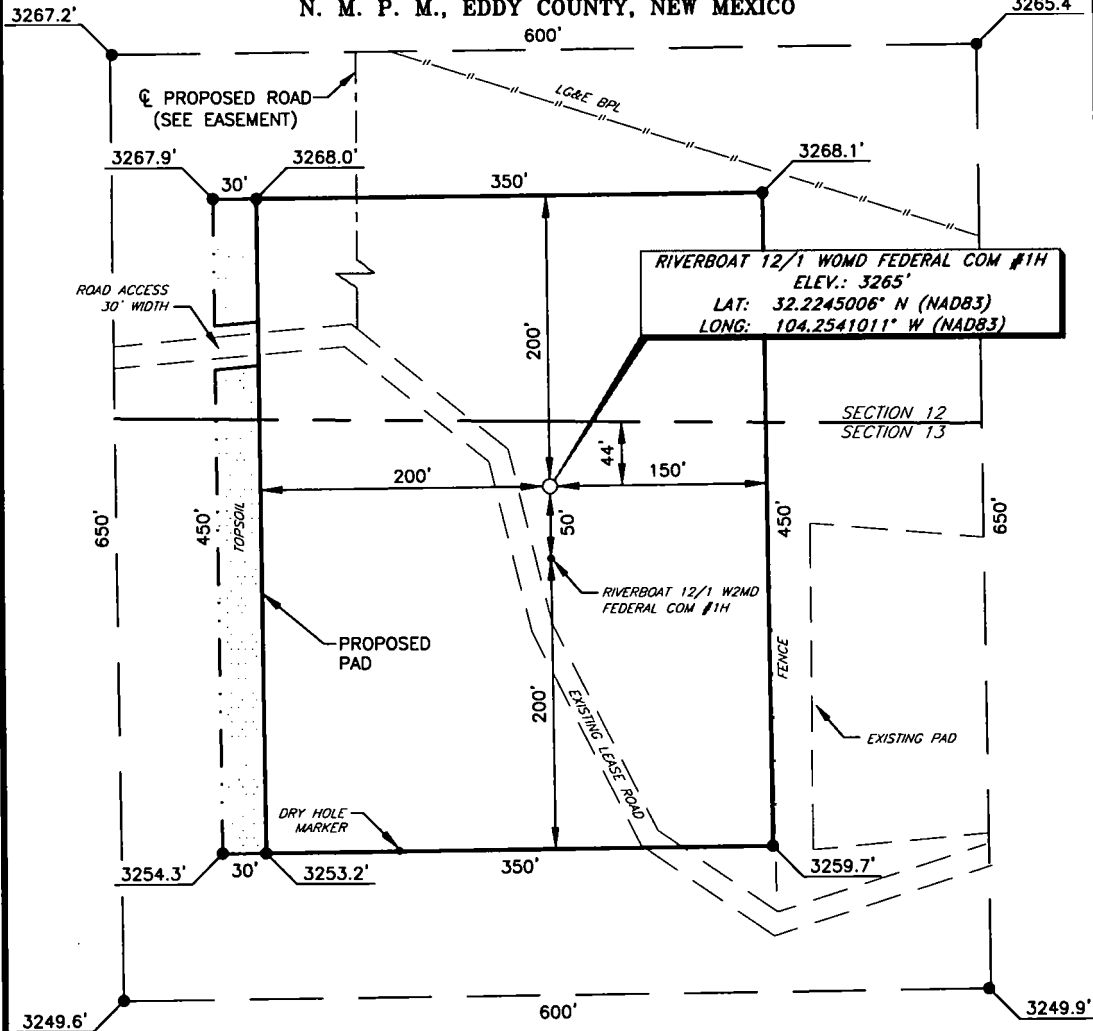 N. M. P. M., EDDY COUNTY, NEW MEXICO
3267.2'
3265.4'
600'
℄ PROPOSED ROAD
(SEE EASEMENT)
LG&E BPL
3267.9'
30'
3268.0'
350'
3268.1'
ROAD ACCESS
30' WIDTH
RIVERBOAT 12/1 WOMD FEDERAL COM #1H
ELEV.: 3265'
LAT: 32.2245006° N (NAD83)
LONG: 104.2541011° W (NAD83)
200'
SECTION 12
SECTION 13
44'
200'
150'
650'
450'
TOPSOIL
50'
450'
650'
RIVERBOAT 12/1 W2MD
FEDERAL COM #1H
PROPOSED
PAD
FENCE
200'
EXISTING LEASE ROAD
EXISTING PAD
DRY HOLE
MARKER
3254.3'
30'
3253.2'
350'
3259.7'
3249.6'
600'
3249.9'